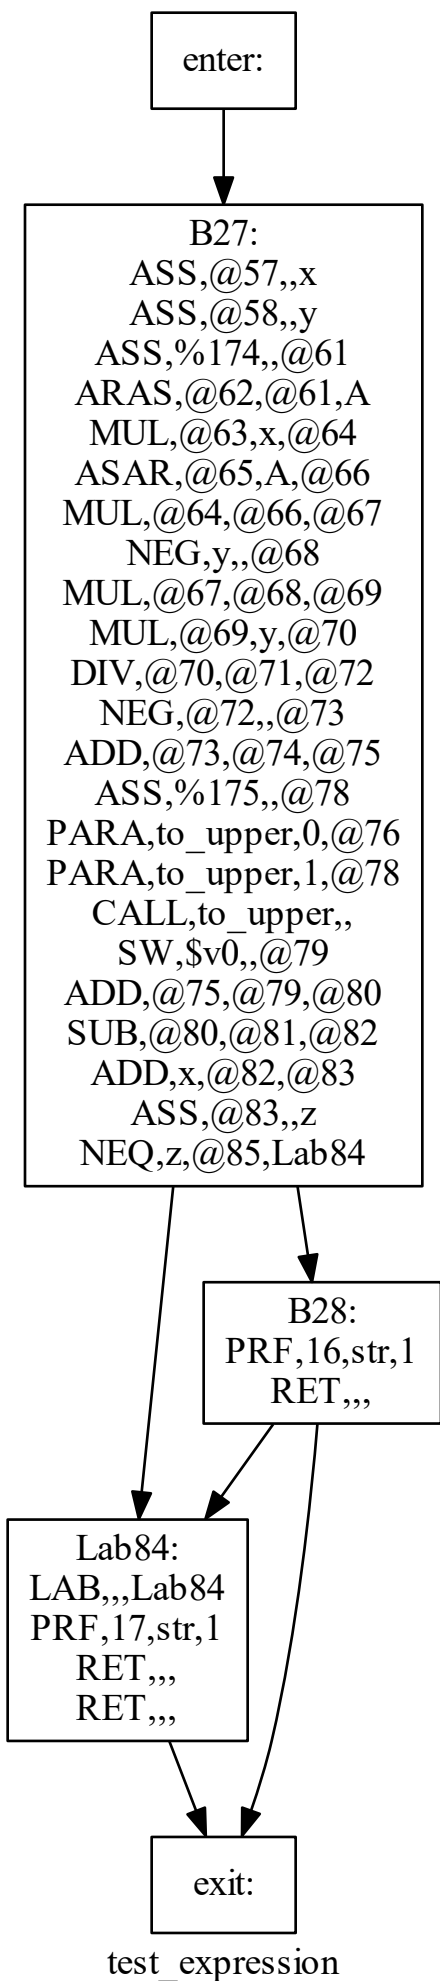 enter:
B27:
ASS,@57,,x
ASS,@58,,y
ASS,%174,,@61
ARAS,@62,@61,A
MUL,@63,x,@64
ASAR,@65,A,@66
MUL,@64,@66,@67
NEG,y,,@68
MUL,@67,@68,@69
MUL,@69,y,@70
DIV,@70,@71,@72
NEG,@72,,@73
ADD,@73,@74,@75
ASS,%175,,@78
PARA,to_upper,0,@76
PARA,to_upper,1,@78
CALL,to_upper,,
SW,$v0,,@79
ADD,@75,@79,@80
SUB,@80,@81,@82
ADD,x,@82,@83
ASS,@83,,z
NEQ,z,@85,Lab84
B28:
PRF,16,str,1
RET,,,
Lab84:
LAB,,,Lab84
PRF,17,str,1
RET,,,
RET,,,
exit:
test_expression